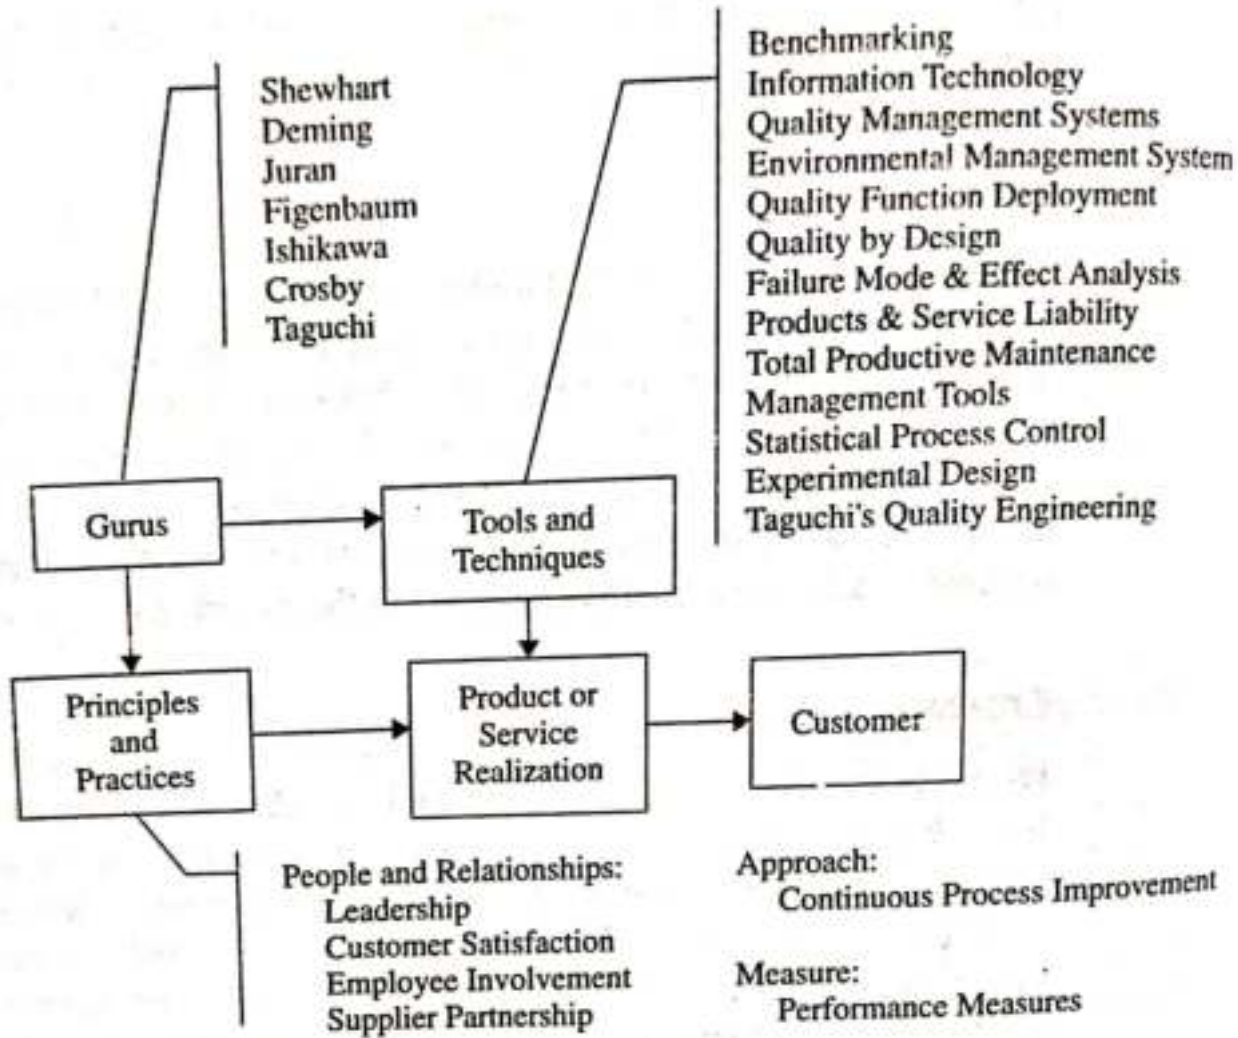 Shewhart
Deming
Juran
Figenbaum
Ishikawa
Crosby
Taguchi
Benchmarking
Information Technology
Quality Management Systems
Environmental Management System
Quality Function Deployment
Quality by Design
Failure Mode & Effect Analysis
Products & Service Liability
Total Productive Maintenance
Management Tools
Statistical Process Control
Experimental Design
Taguchi's Quality Engineering
Gurus
Tools and
Techniques
Principles
and
Practices
Product or
Service
Realization
Customer
People and Relationships:
Leadership
Customer Satisfaction
Employee Involvement
Supplier Partnership
Approach:
Continuous Process Improvement
Measure:
Performance Measures